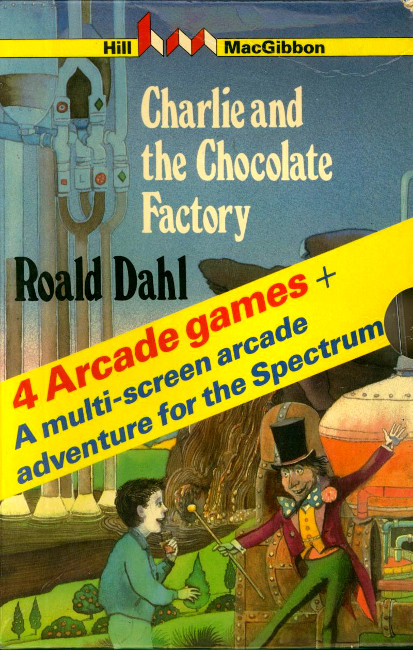 Hill hm MacGibbon
Charlie and
the Chocolate
Factory
Roald Dahl
4 Arcade games +
A multi-screen arcade
adventure for the Spectrum